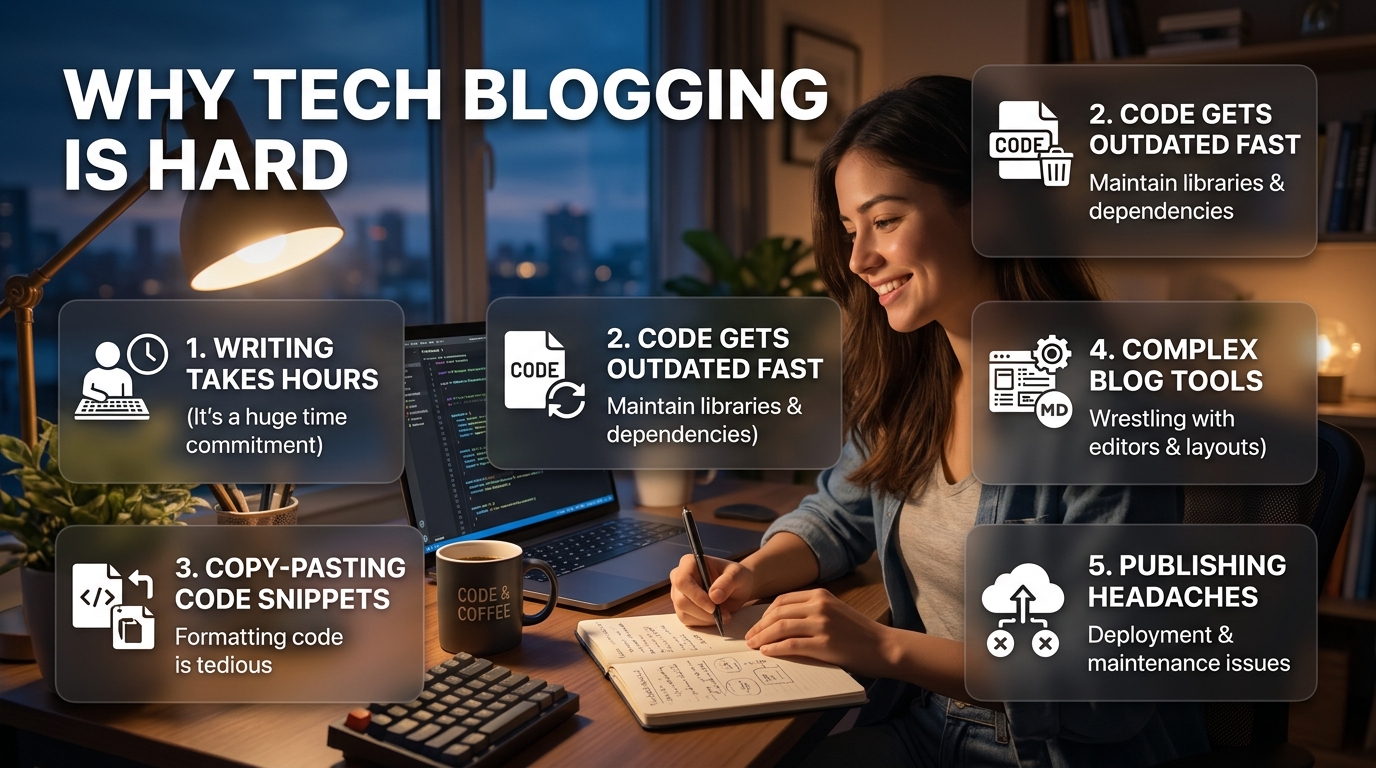 WHY TECH BLOGGING
IS HARD
1. WRITING
TAKES HOURS
(It's a huge time
commitment)
2. CODE GETS
OUTDATED FAST
Maintain libraries &
dependencies)
CODE
2. CODE GETS
OUTDATED FAST
Maintain libraries &
dependencies
CODE
3. COPY-PASTING
CODE SNIPPETS
Formatting code
is tedious
</>
4. COMPLEX
BLOG TOOLS
Wrestling with
editors & layouts)
MD
5. PUBLISHING
HEADACHES
Deployment &
maintenance issues
CODE &
COFFEE